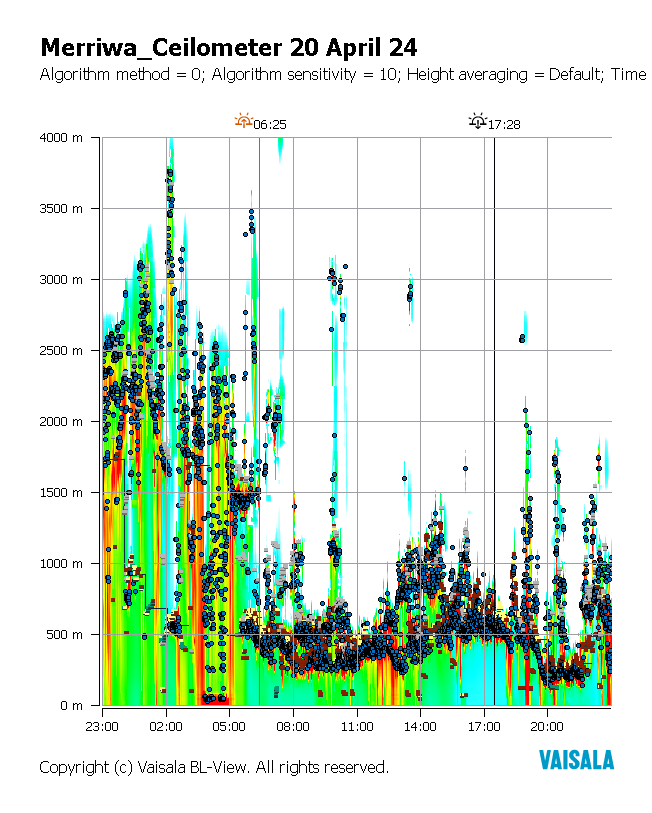 Merriwa_Ceilometer 20 April 24
Algorithm method = 0; Algorithm sensitivity = 10; Height averaging = Default; Time
06:25 17:28
4000 m
3500 m
3000 m
2500 m
2000 m
1500 m
1000 m
500 m
0 m
23:00 02:00 05:00 08:00 11:00 14:00 17:00 20:00
Copyright (c) Vaisala BL-View. All rights reserved.
VAISALA